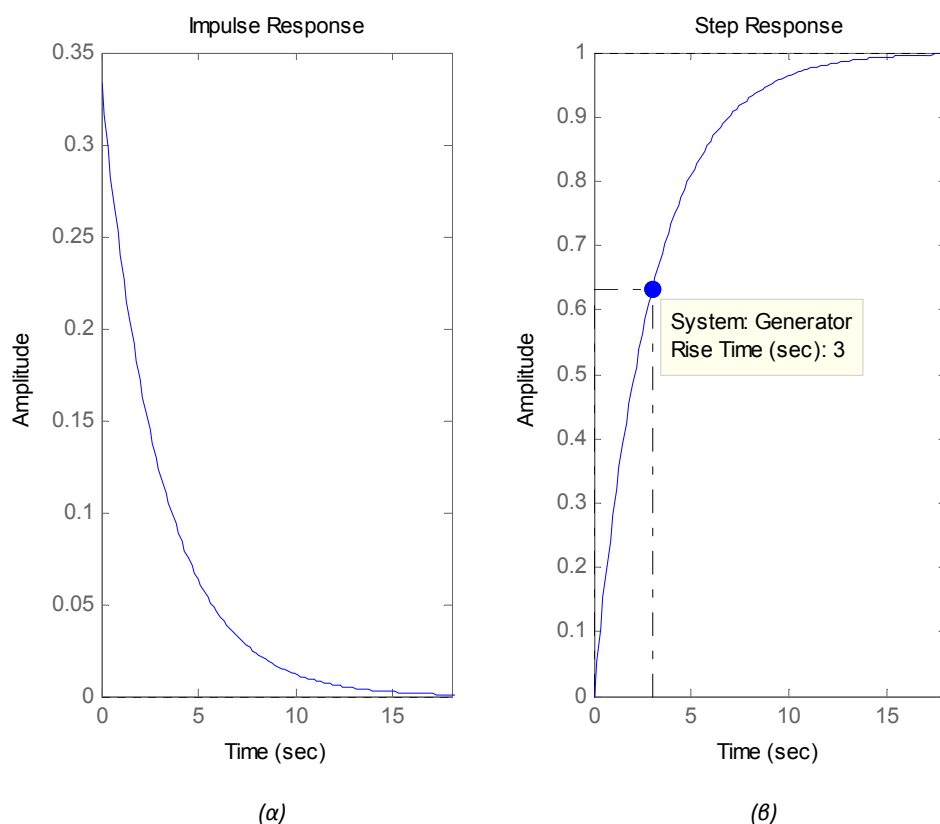 Impulse Response
0.35
0.3
0.25
0.2
0.15
0.1
0.05
0
0
5
10
15
Amplitude
Time (sec)
(α)
Step Response
1
0.9
0.8
0.7
0.6
0.5
0.4
0.3
0.2
0.1
0
0
5
10
15
Amplitude
System: Generator
Rise Time (sec): 3
Time (sec)
(β)